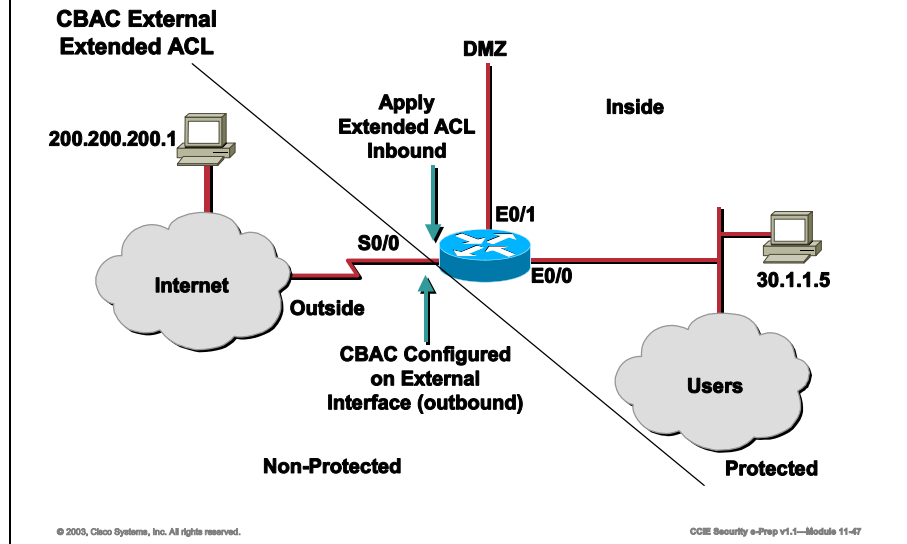 CBAC External
Extended ACL
DMZ
Apply
Extended ACL
Inbound
Inside
200.200.200.1
E0/1
S0/0
E0/0
Internet
30.1.1.5
Outside
CBAC Configured
on External
Interface (outbound)
Users
Non-Protected
Protected
© 2003, Cisco Systems, Inc. All rights reserved.
CCIE Security e-Prep v1.1—Module 11-47